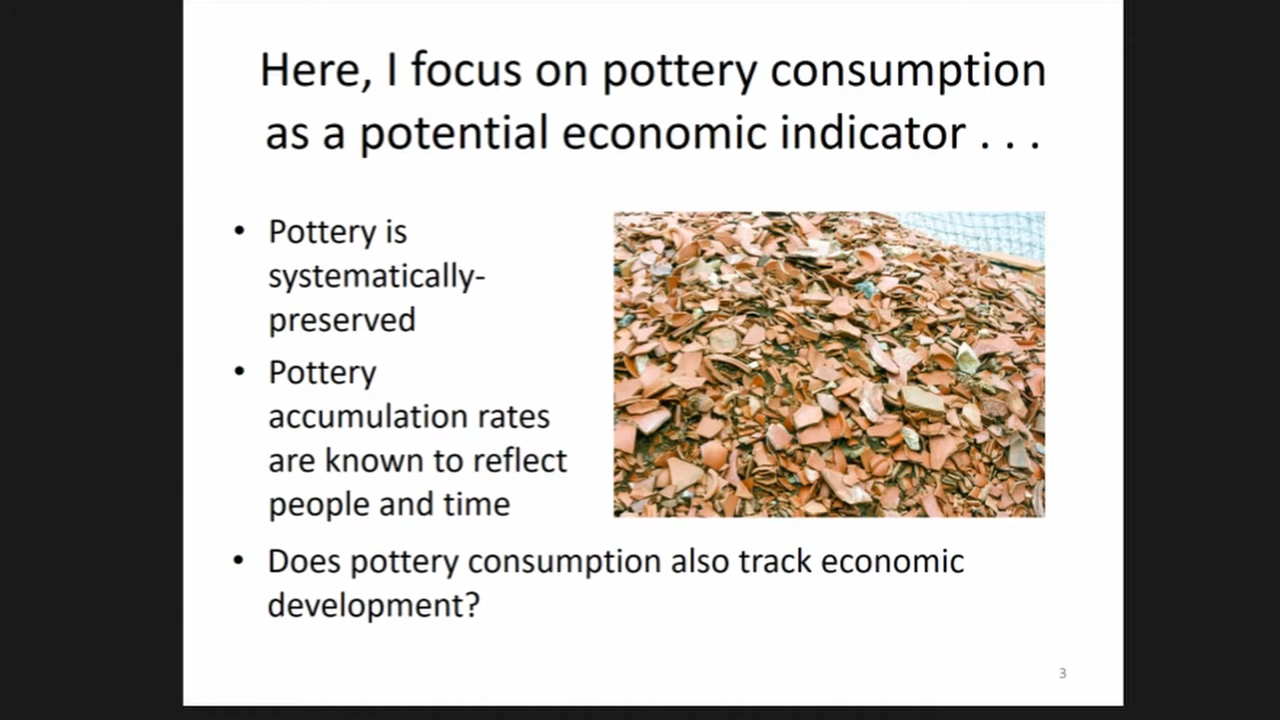 Here, I focus on pottery consumption
as a potential economic indicator . . .
• Pottery is
systematically-
preserved
• Pottery
accumulation rates
are known to reflect
people and time
• Does pottery consumption also track economic
development?
3